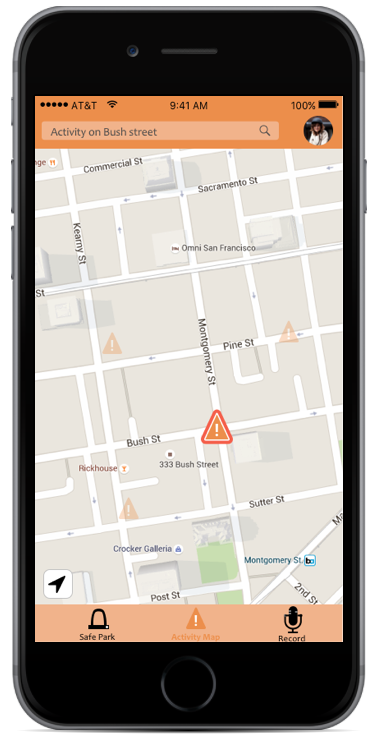 AT&T
9:41 AM
100%
Activity on Bush street
Commercial St
Sacramento St
Kearny St
Omni San Francisco
St
Montgomery St
Pine St
Bush St
Rickhouse
333 Bush Street
Sutter St
Crocker Galleria
Montgomery St.
2nd St
Post St
Safe Park
Activity Map
Record